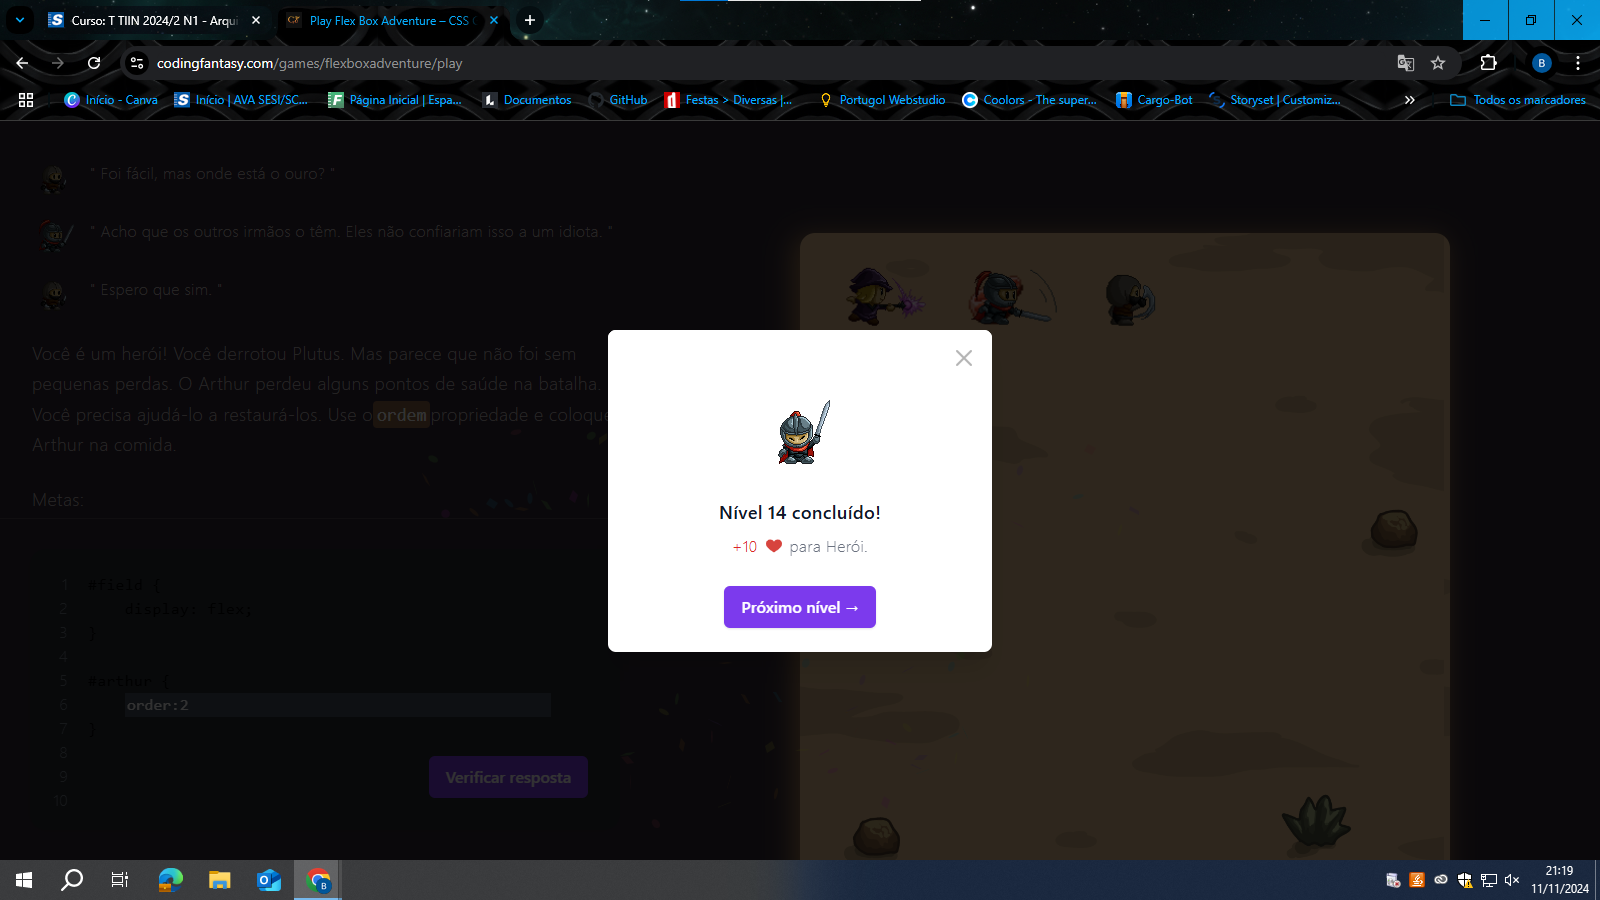 Curso: T TIIN 2024/2 N1 - Arqui
Play Flex Box Adventure – CSS
codingfantasy.com/games/flexboxadventure/play
B
Início - Canva
Início | AVA SESI/SC...
Página Inicial | Espa...
Documentos
GitHub
Festas > Diversas |...
Portugol Webstudio
Coolors - The super...
Cargo-Bot
Storyset | Customiz...
Todos os marcadores
" Foi fácil, mas onde está o ouro? "
" Acho que os outros irmãos o têm. Eles não confiariam isso a um idiota. "
" Espero que sim. "
Você é um herói! Você derrotou Plutus. Mas parece que não foi sem
pequenas perdas. O Arthur perdeu alguns pontos de saúde na batalha.
Você precisa ajudá-lo a restaurá-los. Use o ordem propriedade e coloque
Arthur na comida.
Metas:
1 #field {
2 display: flex;
3 }
4
5 #arthur {
6 order:2
7 }
8
9
10
Verificar resposta
Nível 14 concluído!
+10 para Herói.
Próximo nível →
21:19
11/11/2024